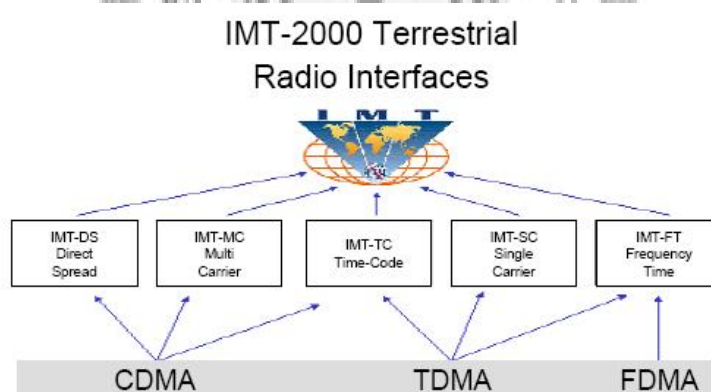 IMT-2000 Terrestrial
Radio Interfaces
I M T
IMT-DS
Direct
Spread
IMT-MC
Multi
Carrier
IMT-TC
Time-Code
IMT-SC
Single
Carrier
IMT-FT
Frequency
Time
CDMA
TDMA
FDMA